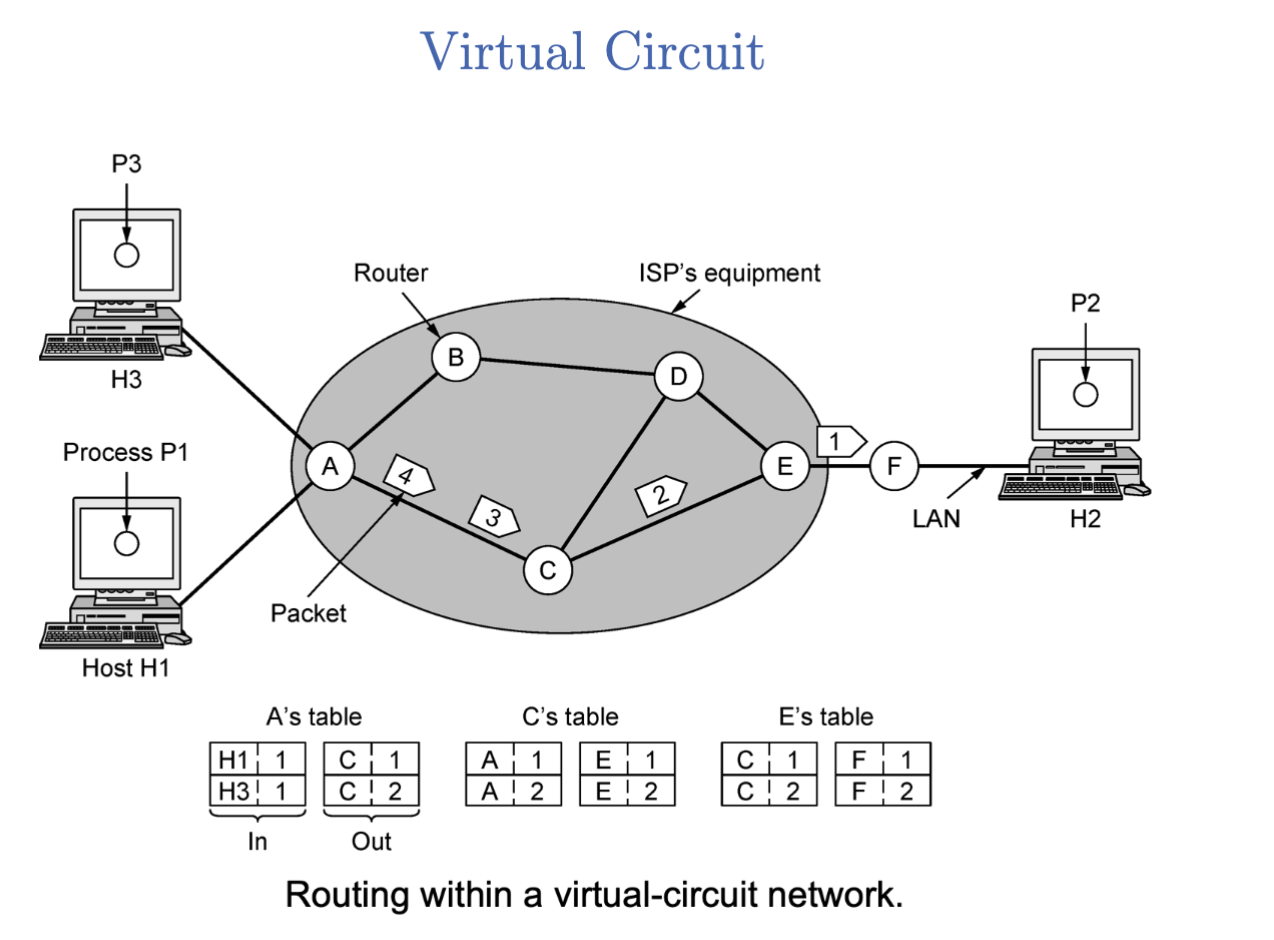 Virtual Circuit
P3
Router
ISP's equipment
P2
B
D
H3
Process P1
A
4
3
2
E
1
F
LAN
H2
C
Packet
Host H1
A's table
C's table
E's table
H1 1 C 1 A 1 E 1 C 1 F 1
H3 1 C 2 A 2 E 2 C 2 F 2
In Out
Routing within a virtual-circuit network.